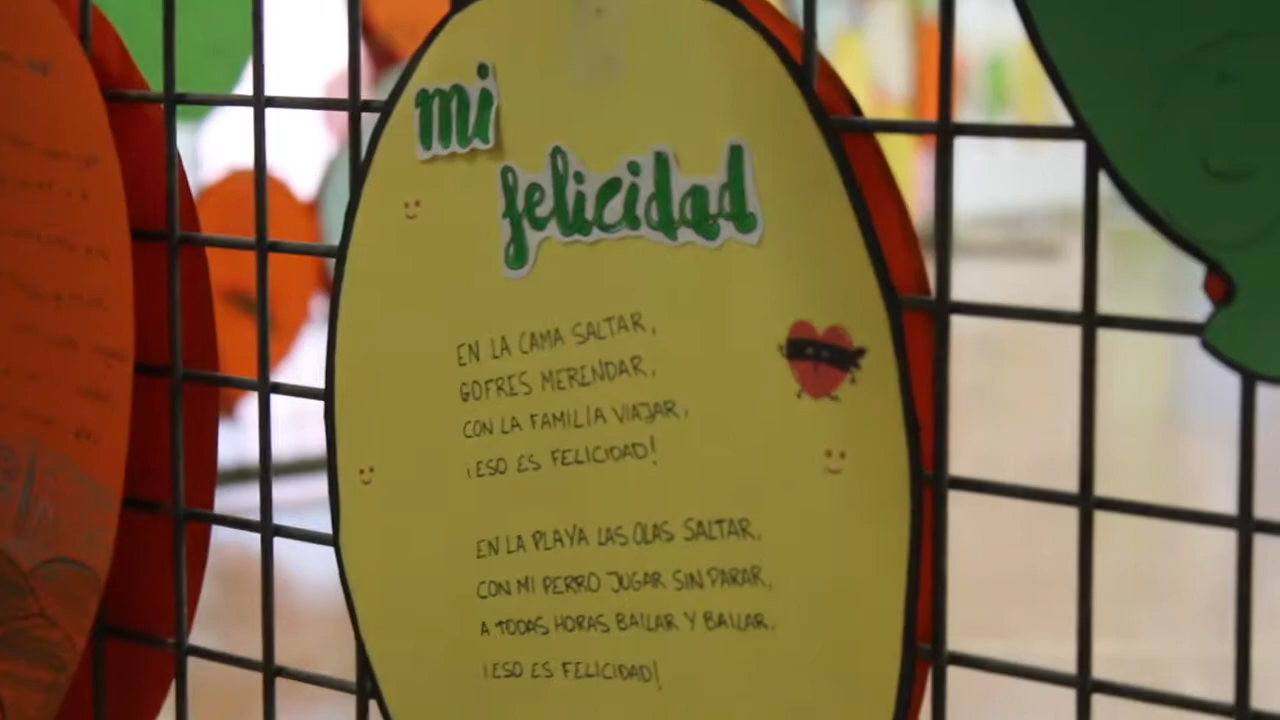 mi
felicidad
EN LA CAMA SALTAR,
GOFRES MERENDAR,
CON LA FAMILIA VIAJAR,
¡ESO ES FELICIDAD!
EN LA PLAYA LAS OLAS SALTAR,
CON MI PERRO JUGAR SIN PARAR,
A TODAS HORAS BAILAR Y BAILAR.
¡ESO ES FELICIDAD!